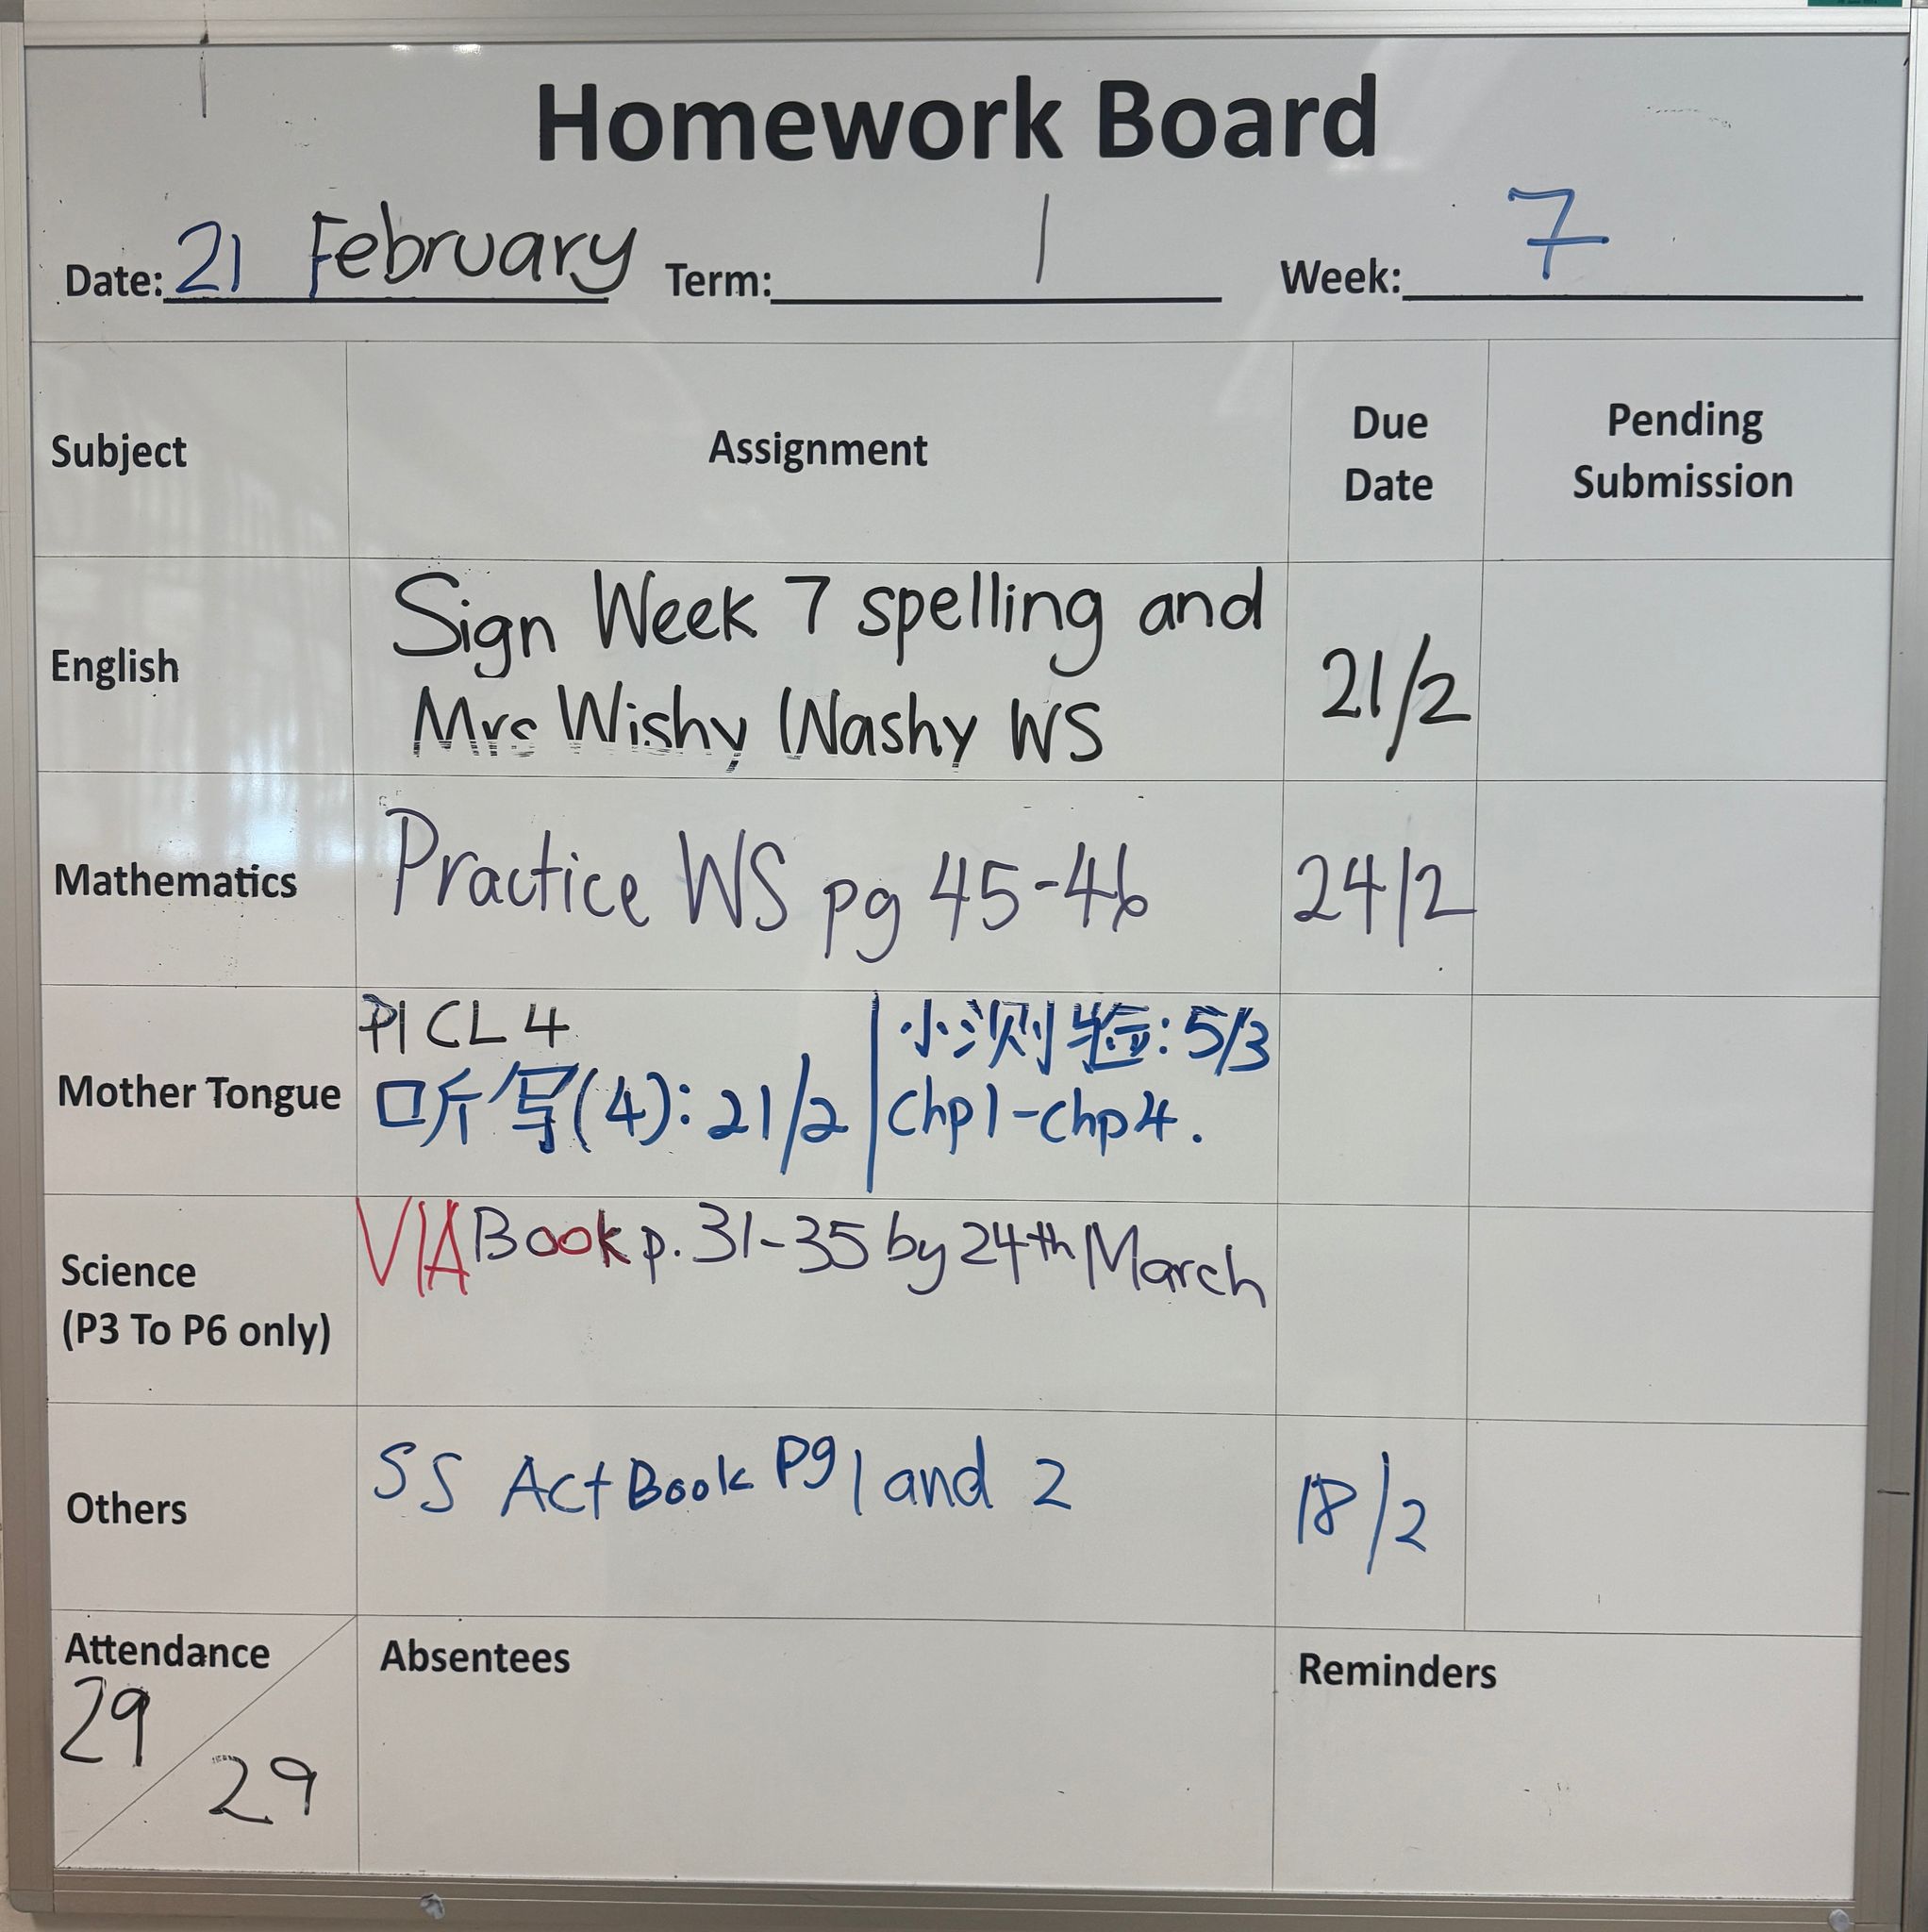 Homework Board
Date: 21 February Term: 1 Week: 7
Subject Assignment Due Date Pending Submission
English
Sign Week 7 spelling and
Mrs Wishy Washy WS
21/2
Mathematics Practice WS pg 45-46 24/2
Mother Tongue
P1 CL 4
听写(4): 21/2
小测验: 5/3
Chp1-Chp4.
Science
(P3 To P6 only)
VIA Book p. 31-35 by 24th March
Others SS Act Book Pg 1 and 2 18/2
Attendance
29
29
Absentees
Reminders